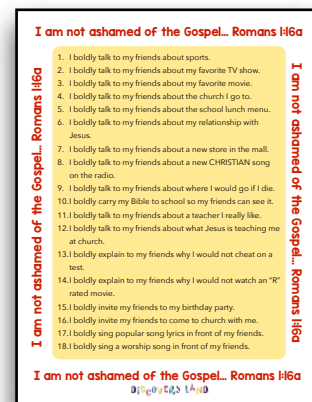 I am not ashamed of the Gospel... Romans 1:16a
I am not ashamed of the Gospel... Romans 1:16a
1. I boldly talk to my friends about sports.
2. I boldly talk to my friends about my favorite TV show.
3. I boldly talk to my friends about my favorite movie.
4. I boldly talk to my friends about the church I go to.
5. I boldly talk to my friends about the school lunch menu.
6. I boldly talk to my friends about my relationship with
Jesus.
7. I boldly talk to my friends about a new store in the mall.
8. I boldly talk to my friends about a new CHRISTIAN song
on the radio.
9. I boldly talk to my friends about where I would go if I die.
10.I boldly carry my Bible to school so my friends can see it.
11.I boldly talk to my friends about a teacher I really like.
12.I boldly talk to my friends about what Jesus is teaching me
at church.
13.I boldly explain to my friends why I would not cheat on a
test.
14.I boldly explain to my friends why I would not watch an "R"
rated movie.
15.I boldly invite my friends to my birthday party.
16.I boldly invite my friends to come to church with me.
17.I boldly sing popular song lyrics in front of my friends.
18.I boldly sing a worship song in front of my friends.
I am not ashamed of the Gospel... Romans 1:16a
I am not ashamed of the Gospel... Romans 1:16a
DISCOVERY LAND